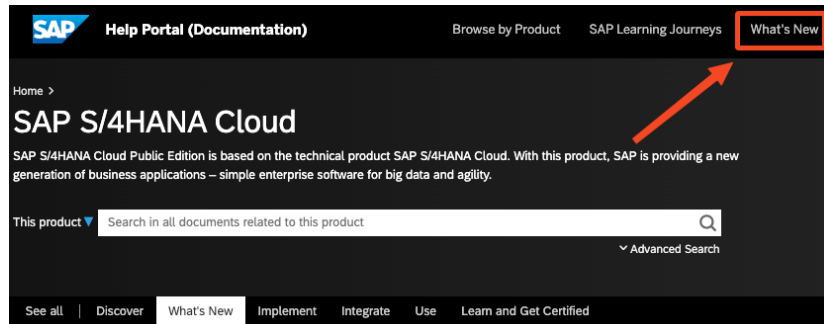 SAP Help Portal (Documentation) Browse by Product SAP Learning Journeys What's New
Home >
SAP S/4HANA Cloud
SAP S/4HANA Cloud Public Edition is based on the technical product SAP S/4HANA Cloud. With this product, SAP is providing a new
generation of business applications – simple enterprise software for big data and agility.
This product Search in all documents related to this product
Advanced Search
See all | Discover What's New Implement Integrate Use Learn and Get Certified